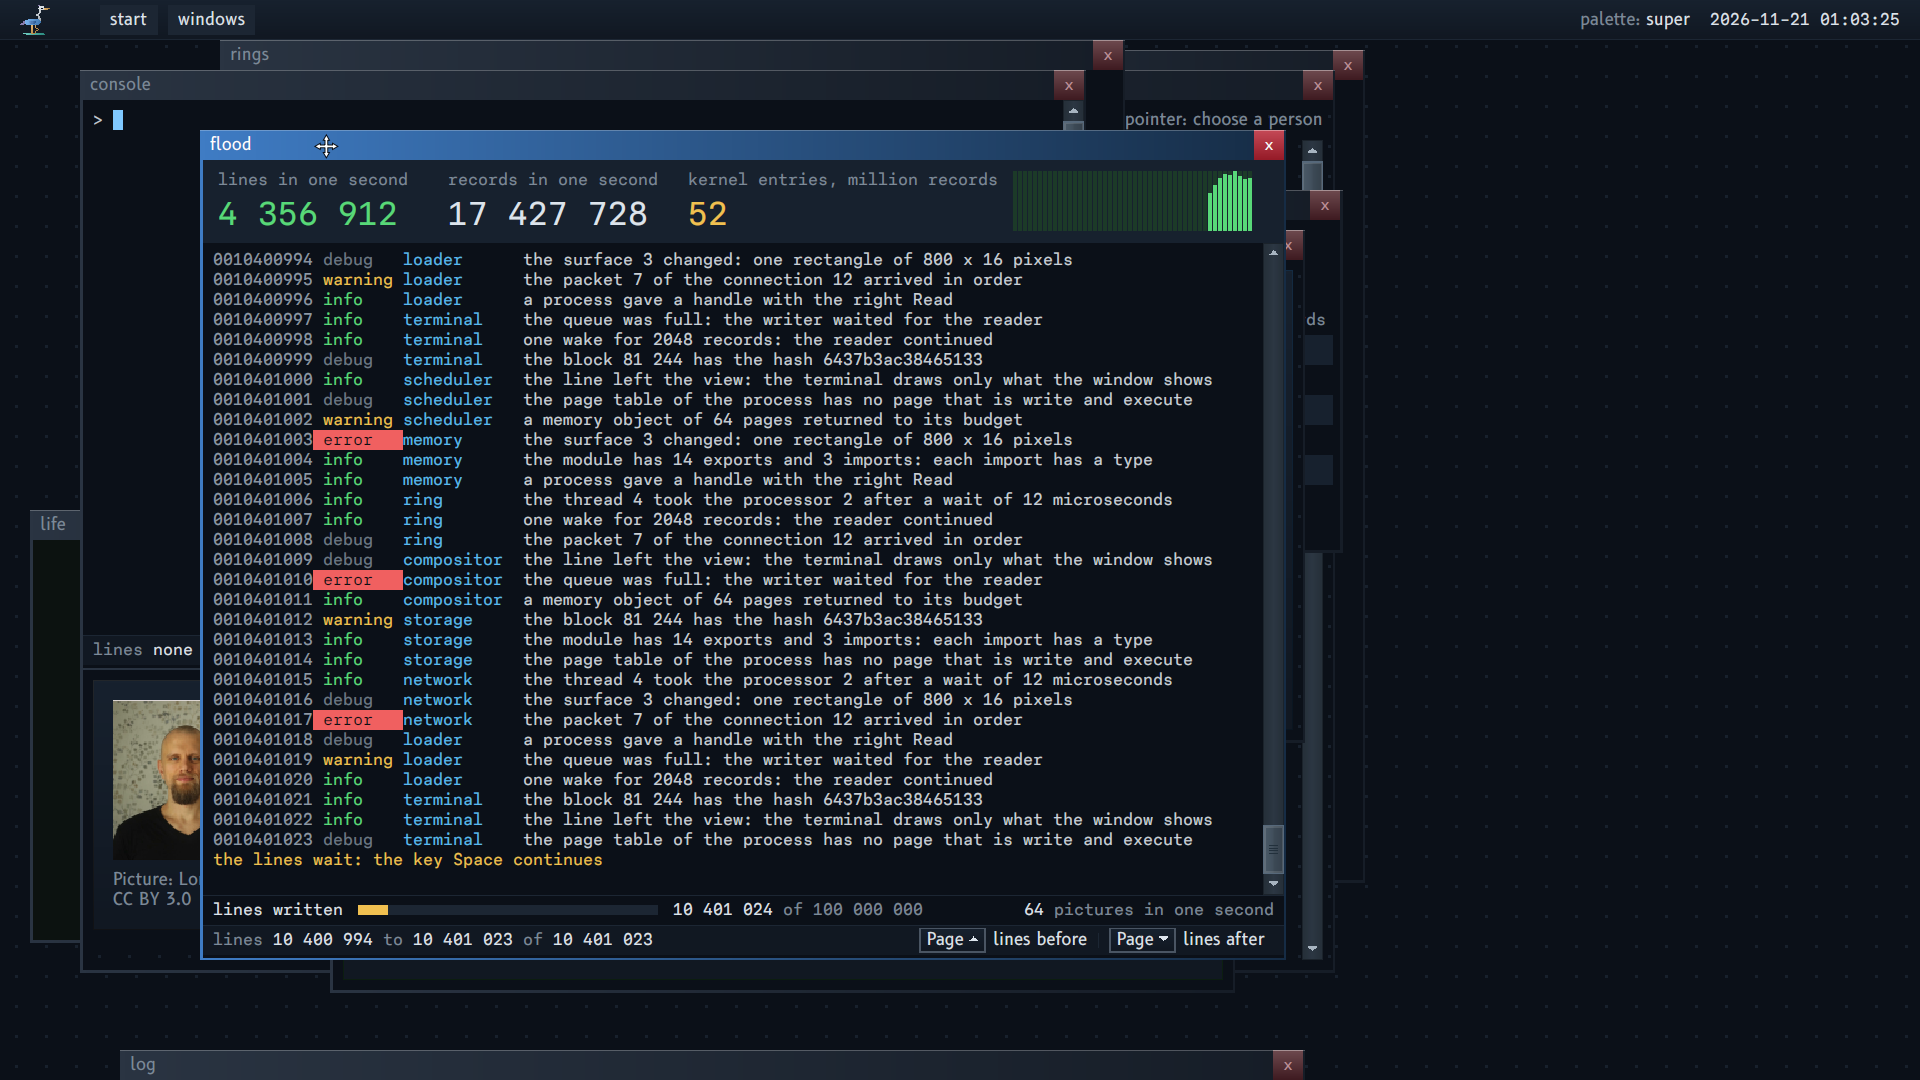 start windows palette: super 2026-11-21 01:03:25
rings x
x
console x
x
> 
pointer: choose a person
flood x
lines in one second records in one second kernel entries, million records
4 356 912 17 427 728 52
x
x
ds
0010400994 debug loader the surface 3 changed: one rectangle of 800 x 16 pixels
0010400995 warning loader the packet 7 of the connection 12 arrived in order
0010400996 info loader a process gave a handle with the right Read
0010400997 info terminal the queue was full: the writer waited for the reader
0010400998 info terminal one wake for 2048 records: the reader continued
0010400999 debug terminal the block 81 244 has the hash 6437b3ac38465133
0010401000 info scheduler the line left the view: the terminal draws only what the window shows
0010401001 debug scheduler the page table of the process has no page that is write and execute
0010401002 warning scheduler a memory object of 64 pages returned to its budget
0010401003 error memory the surface 3 changed: one rectangle of 800 x 16 pixels
0010401004 info memory the module has 14 exports and 3 imports: each import has a type
0010401005 info memory a process gave a handle with the right Read
0010401006 info ring the thread 4 took the processor 2 after a wait of 12 microseconds
0010401007 info ring one wake for 2048 records: the reader continued
0010401008 debug ring the packet 7 of the connection 12 arrived in order
0010401009 debug compositor the line left the view: the terminal draws only what the window shows
0010401010 error compositor the queue was full: the writer waited for the reader
0010401011 info compositor a memory object of 64 pages returned to its budget
0010401012 warning storage the block 81 244 has the hash 6437b3ac38465133
0010401013 info storage the module has 14 exports and 3 imports: each import has a type
0010401014 info storage the page table of the process has no page that is write and execute
0010401015 info network the thread 4 took the processor 2 after a wait of 12 microseconds
0010401016 debug network the surface 3 changed: one rectangle of 800 x 16 pixels
0010401017 error network the packet 7 of the connection 12 arrived in order
0010401018 debug loader a process gave a handle with the right Read
0010401019 warning loader the queue was full: the writer waited for the reader
0010401020 info loader one wake for 2048 records: the reader continued
0010401021 info terminal the block 81 244 has the hash 6437b3ac38465133
0010401022 info terminal the line left the view: the terminal draws only what the window shows
0010401023 debug terminal the page table of the process has no page that is write and execute
the lines wait: the key Space continues
lines written 10 401 024 of 100 000 000 64 pictures in one second
lines 10 400 994 to 10 401 023 of 10 401 023 Page lines before Page lines after
life
lines none
Picture: Lo
CC BY 3.0
log x